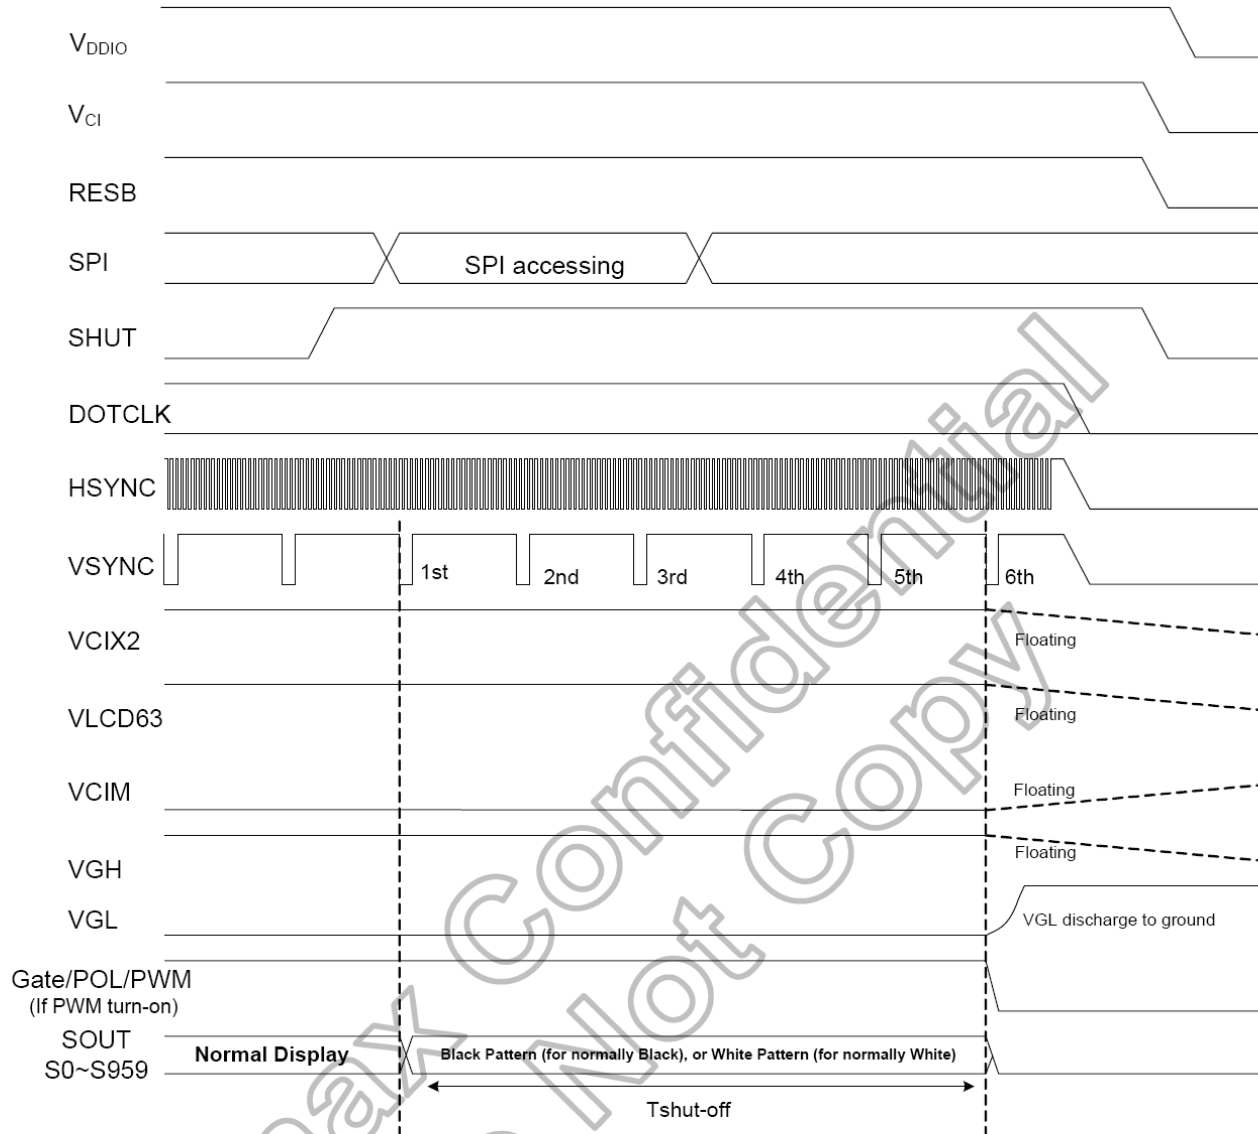 VDDIO
VCI
RESB
SPI
SPI accessing
SHUT
DOTCLK
HSYNC
VSYNC
1st
2nd
3rd
4th
5th
6th
VCIX2
Floating
VLCD63
Floating
VCIM
Floating
VGH
Floating
VGL
VGL discharge to ground
Gate/POL/PWM
(If PWM turn-on)
SOUT
S0~S959
Normal Display
Black Pattern (for normally Black), or White Pattern (for normally White)
Tshut-off
ax Confidential
Not Copy